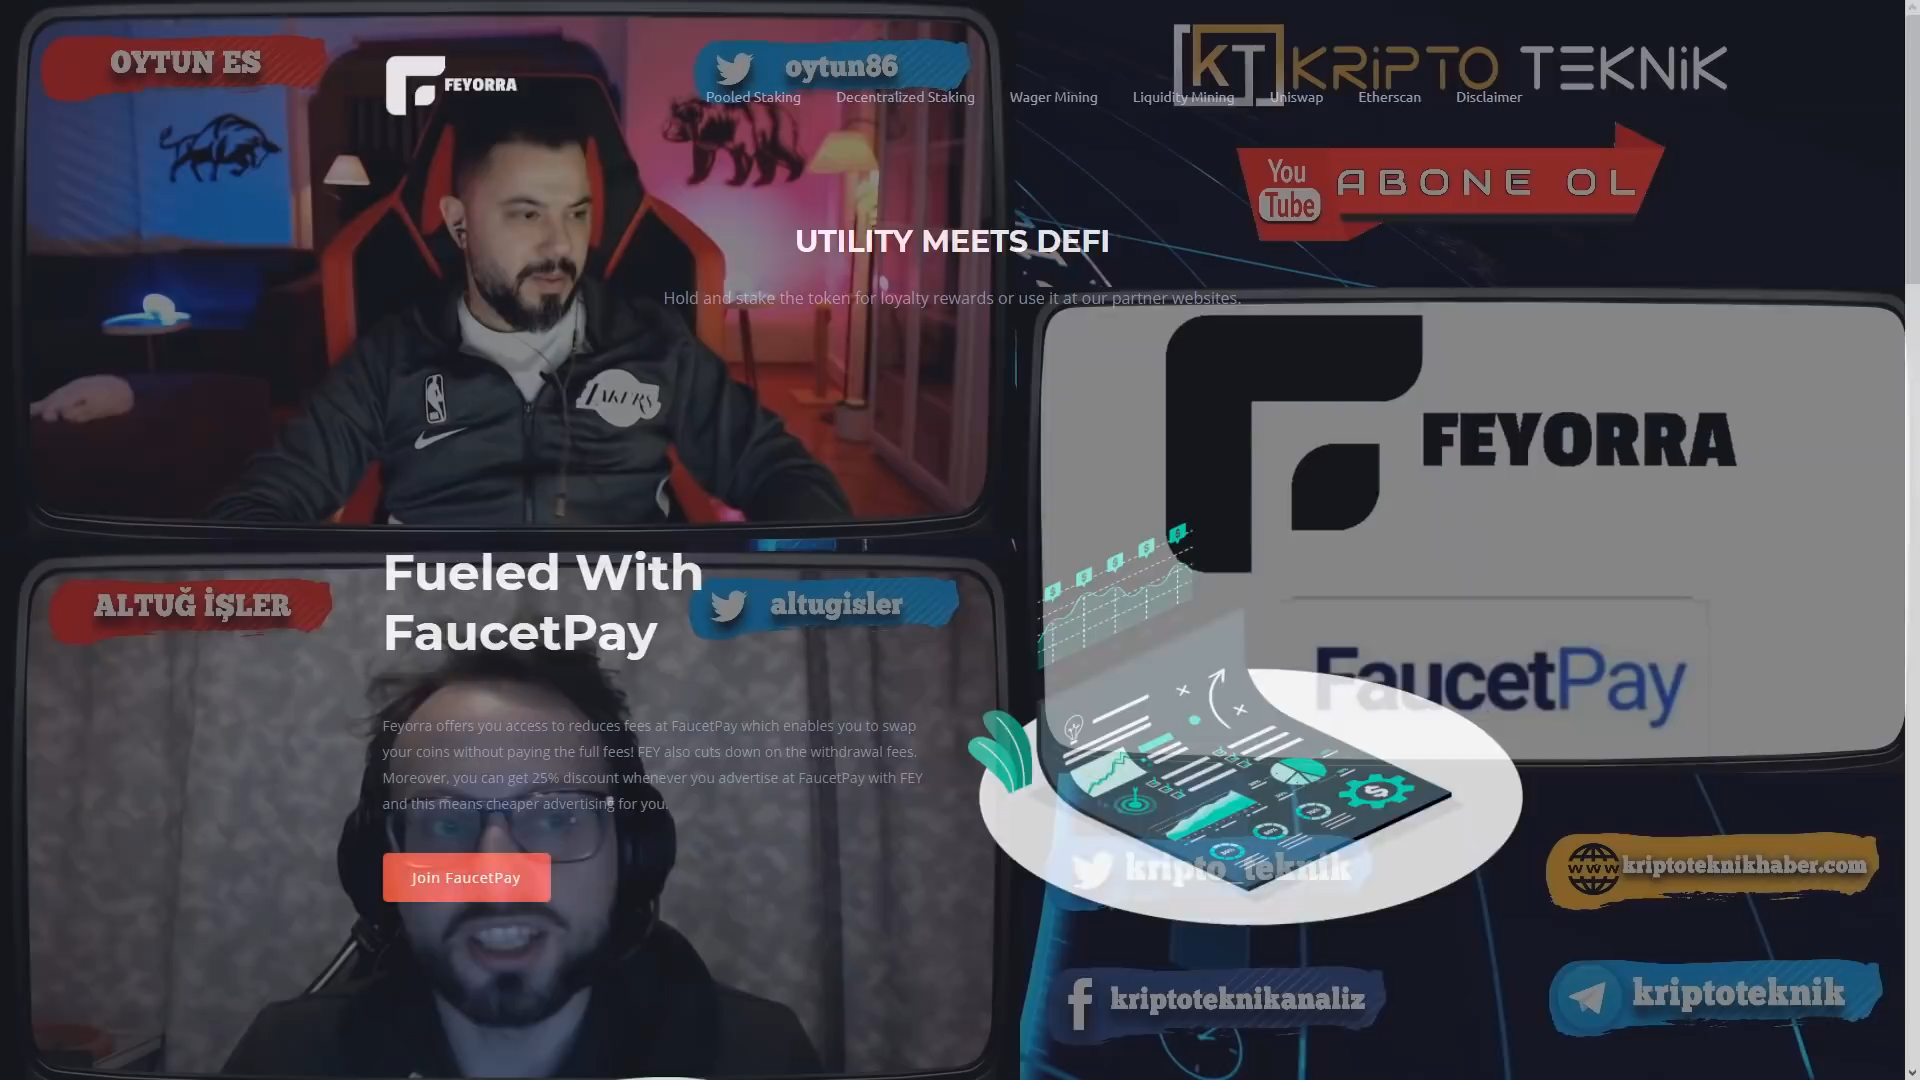 OYTUN ES
oytun86
FEYORRA
KT KRiPTO TEKNiK
Pooled Staking
Decentralized Staking
Wager Mining
Liquidity Mining
Uniswap
Etherscan
Disclaimer
You
Tube
ABONE OL
LAKERS
UTILITY MEETS DEFI
Hold and stake the token for loyalty rewards or use it at our partner websites.
FEYORRA
FaucetPay
ALTUĞ İŞLER
altugisler
Fueled With
FaucetPay
Feyorra offers you access to reduces fees at FaucetPay which enables you to swap
your coins without paying the full fees! FEY also cuts down on the withdrawal fees.
Moreover, you can get 25% discount whenever you advertise at FaucetPay with FEY
and this means cheaper advertising for you.
Join FaucetPay
kripto_teknik
www kriptoteknikhaber.com
kriptoteknikanaliz
kriptoteknik